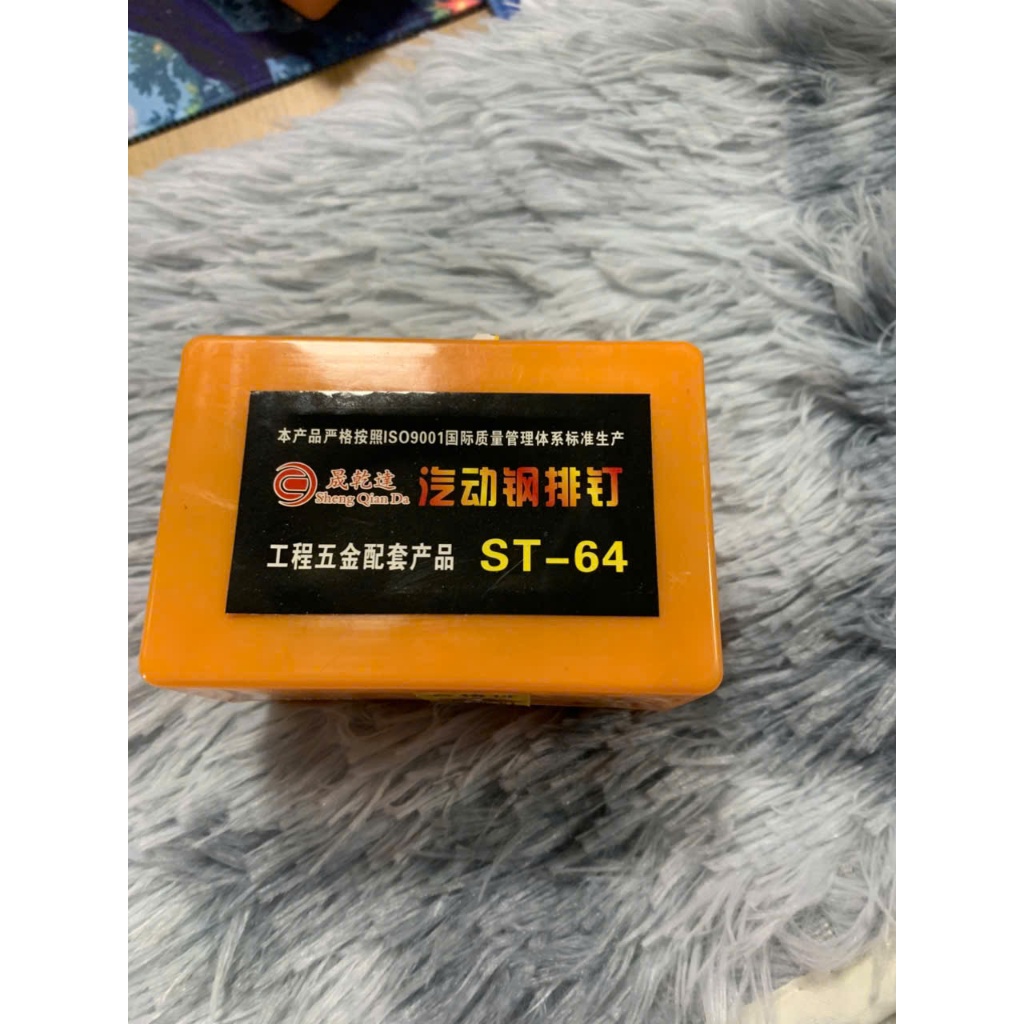 本产品严格按照ISO9001国际质量管理体系标准生产
晟乾达 汽动钢排钉
Sheng Qian Da
工程五金配套产品 ST-64